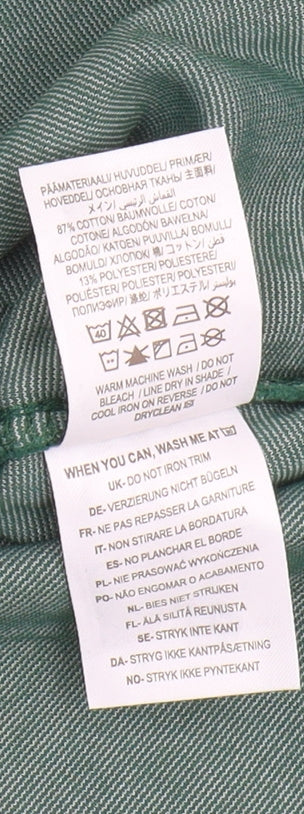 PÄÄMATERIAALI/ HUVUDDEL/ PRIMÆR/
HOVEDDEL/ ОСНОВНАЯ ТКАНЬ/ 主面料/
メイン/ القماش الرئيسي
87% COTTON/ BAUMWOLLE/ COTON/
COTONE/ ALGODÓN/ BAWEŁNA/
ALGODÃO/ KATOEN/ PUUVILLA/ BOMULL/
BOMULD/ ХЛОПОК/ 棉/ コットン/ قطن
13% POLYESTER/ POLIESTERE/
POLIÉSTER/ POLIESTER/ POLYESTERI/
ПОЛИЭФИР/ 涤纶/ ポリエステル/ بوليستر
40
WARM MACHINE WASH / DO NOT
BLEACH / LINE DRY IN SHADE /
COOL IRON ON REVERSE / DO NOT
DRYCLEAN
WHEN YOU CAN, WASH ME AT 30
UK- DO NOT IRON TRIM
DE- VERZIERUNG NICHT BÜGELN
FR- NE PAS REPASSER LA GARNITURE
IT- NON STIRARE LA BORDATURA
ES- NO PLANCHAR EL BORDE
PL- NIE PRASOWAĆ WYKOŃCZENIA
PO- NÃO ENGOMAR O ACABAMENTO
NL- BIES NIET STRIJKEN
FL- ÄLÄ SILITÄ REUNUSTA
SE- STRYK INTE KANT
DA- STRYG IKKE KANTPÅSÆTNING
NO- STRYK IKKE PYNTEKANT